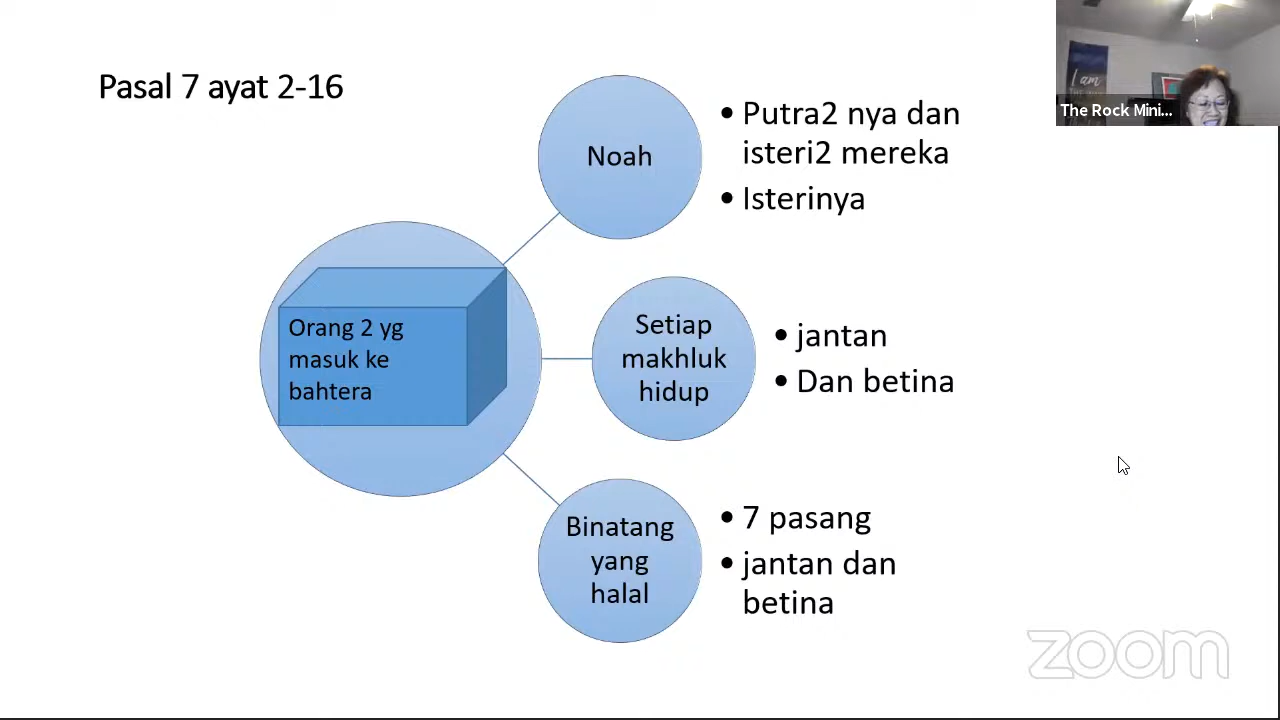 Pasal 7 ayat 2-16
Orang 2 yg
masuk ke
bahtera
Noah
• Putra2 nya dan
isteri2 mereka
• Isterinya
Setiap
makhluk
hidup
• jantan
• Dan betina
Binatang
yang
halal
• 7 pasang
• jantan dan
betina
I am
The Rock Mini...
zoom